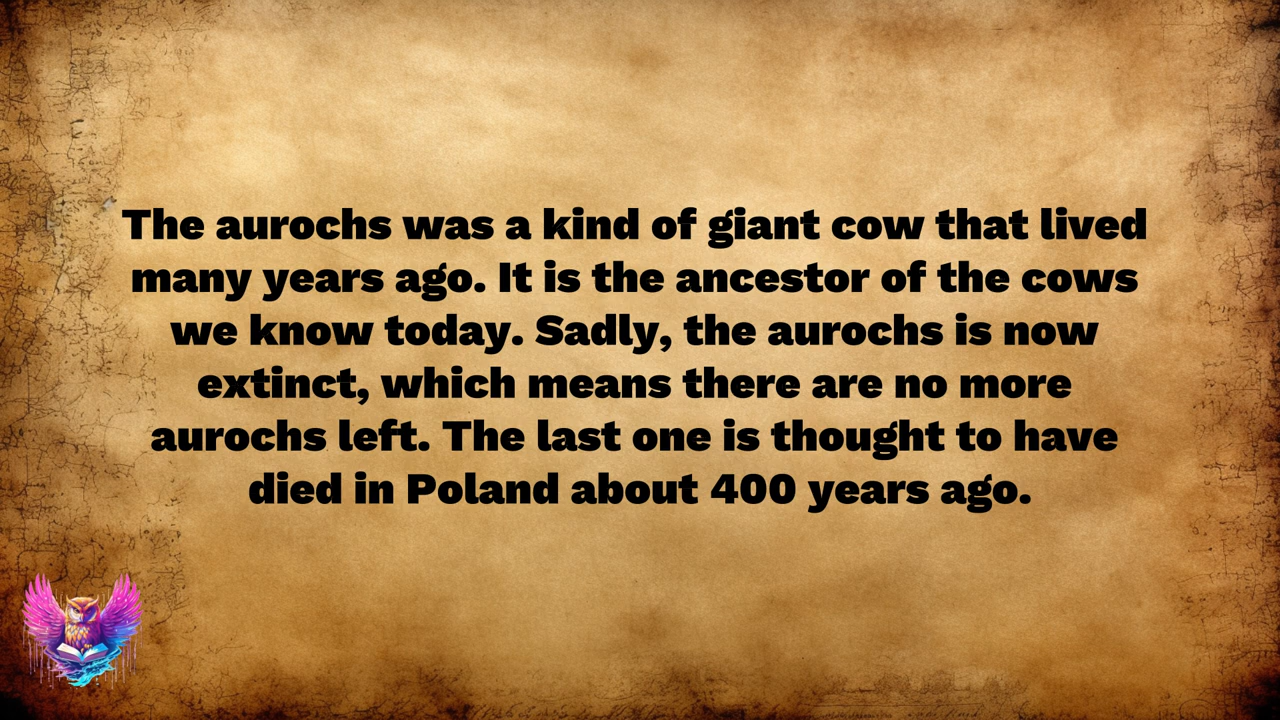 The aurochs was a kind of giant cow that lived
many years ago. It is the ancestor of the cows
we know today. Sadly, the aurochs is now
extinct, which means there are no more
aurochs left. The last one is thought to have
died in Poland about 400 years ago.